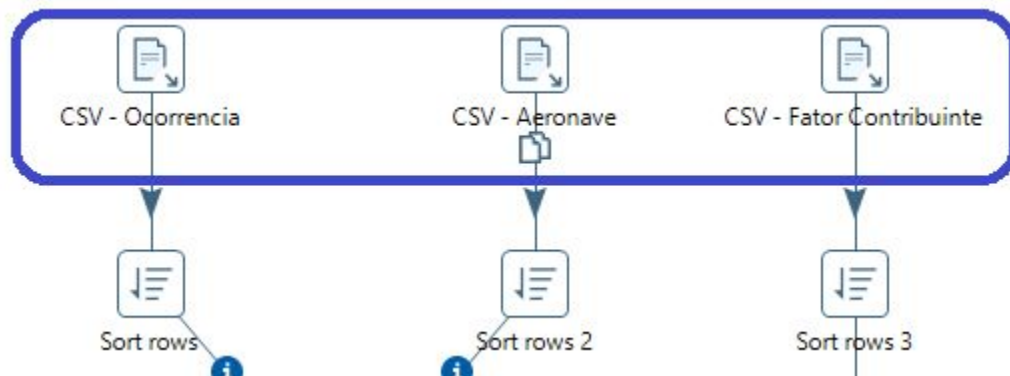 CSV - Ocorrencia
CSV - Aeronave
CSV - Fator Contribuinte
Sort rows
Sort rows 2
Sort rows 3